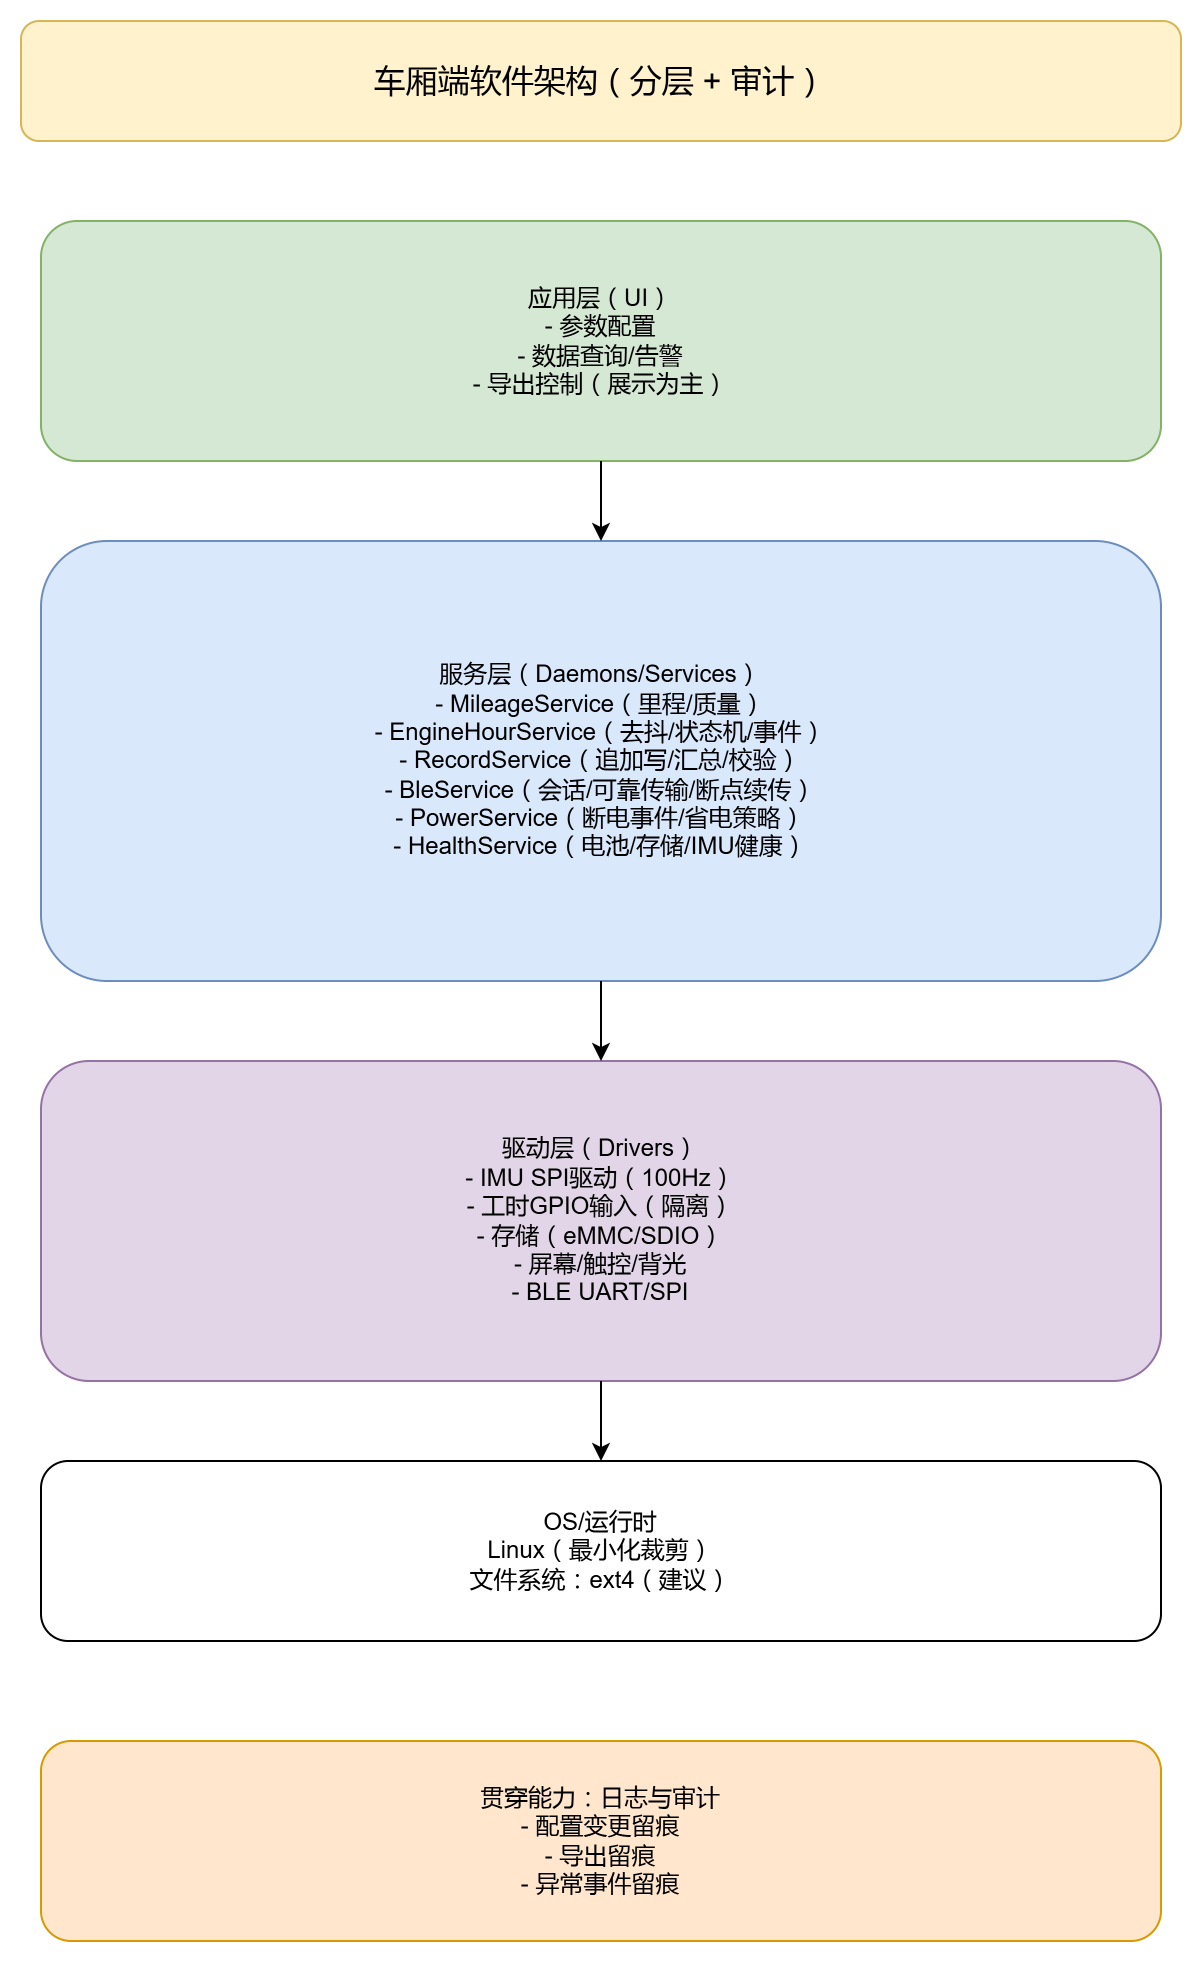 车厢端软件架构（分层 + 审计）
应用层（UI）
- 参数配置
- 数据查询/告警
- 导出控制（展示为主）
服务层（Daemons/Services）
- MileageService（里程/质量）
- EngineHourService（去抖/状态机/事件）
- RecordService（追加写/汇总/校验）
- BleService（会话/可靠传输/断点续传）
- PowerService（断电事件/省电策略）
- HealthService（电池/存储/IMU健康）
驱动层（Drivers）
- IMU SPI驱动（100Hz）
- 工时GPIO输入（隔离）
- 存储（eMMC/SDIO）
- 屏幕/触控/背光
- BLE UART/SPI
OS/运行时
Linux（最小化裁剪）
文件系统：ext4（建议）
贯穿能力：日志与审计
- 配置变更留痕
- 导出留痕
- 异常事件留痕